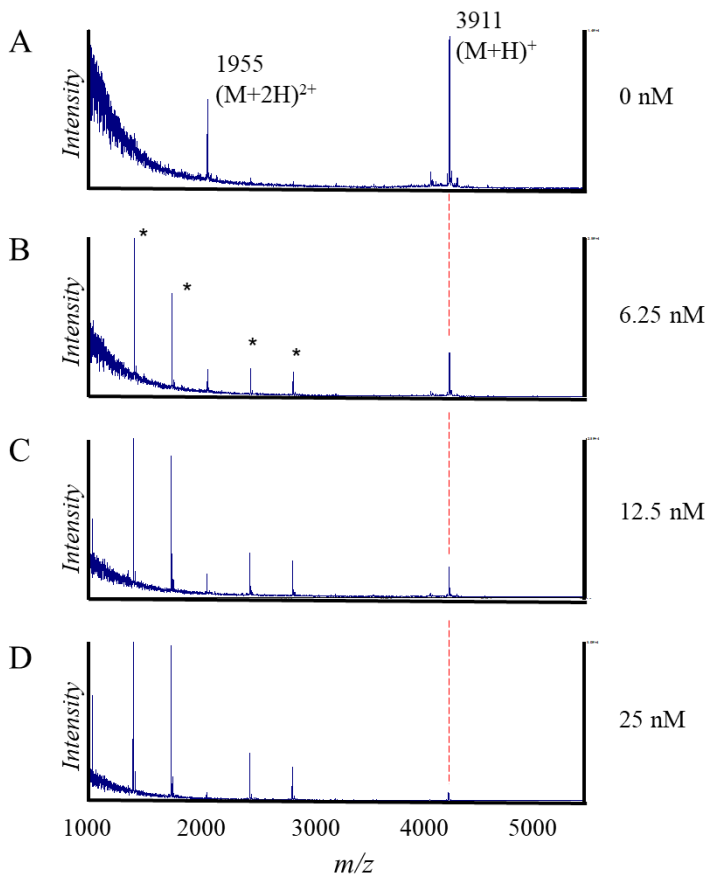 A
Intensity
1955
(M+2H)²⁺
3911
(M+H)⁺
0 nM
B
Intensity
*
*
*
*
6.25 nM
C
Intensity
12.5 nM
D
Intensity
25 nM
1000
2000
3000
4000
5000
m/z